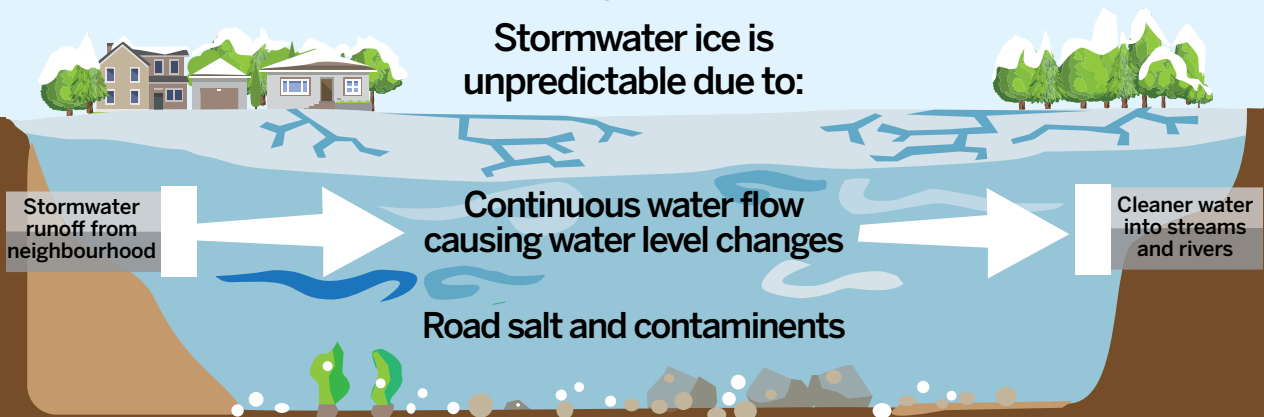 Stormwater ice is
unpredictable due to:
Stormwater
runoff from
neighbourhood
Continuous water flow
causing water level changes
Cleaner water
into streams
and rivers
Road salt and contaminents